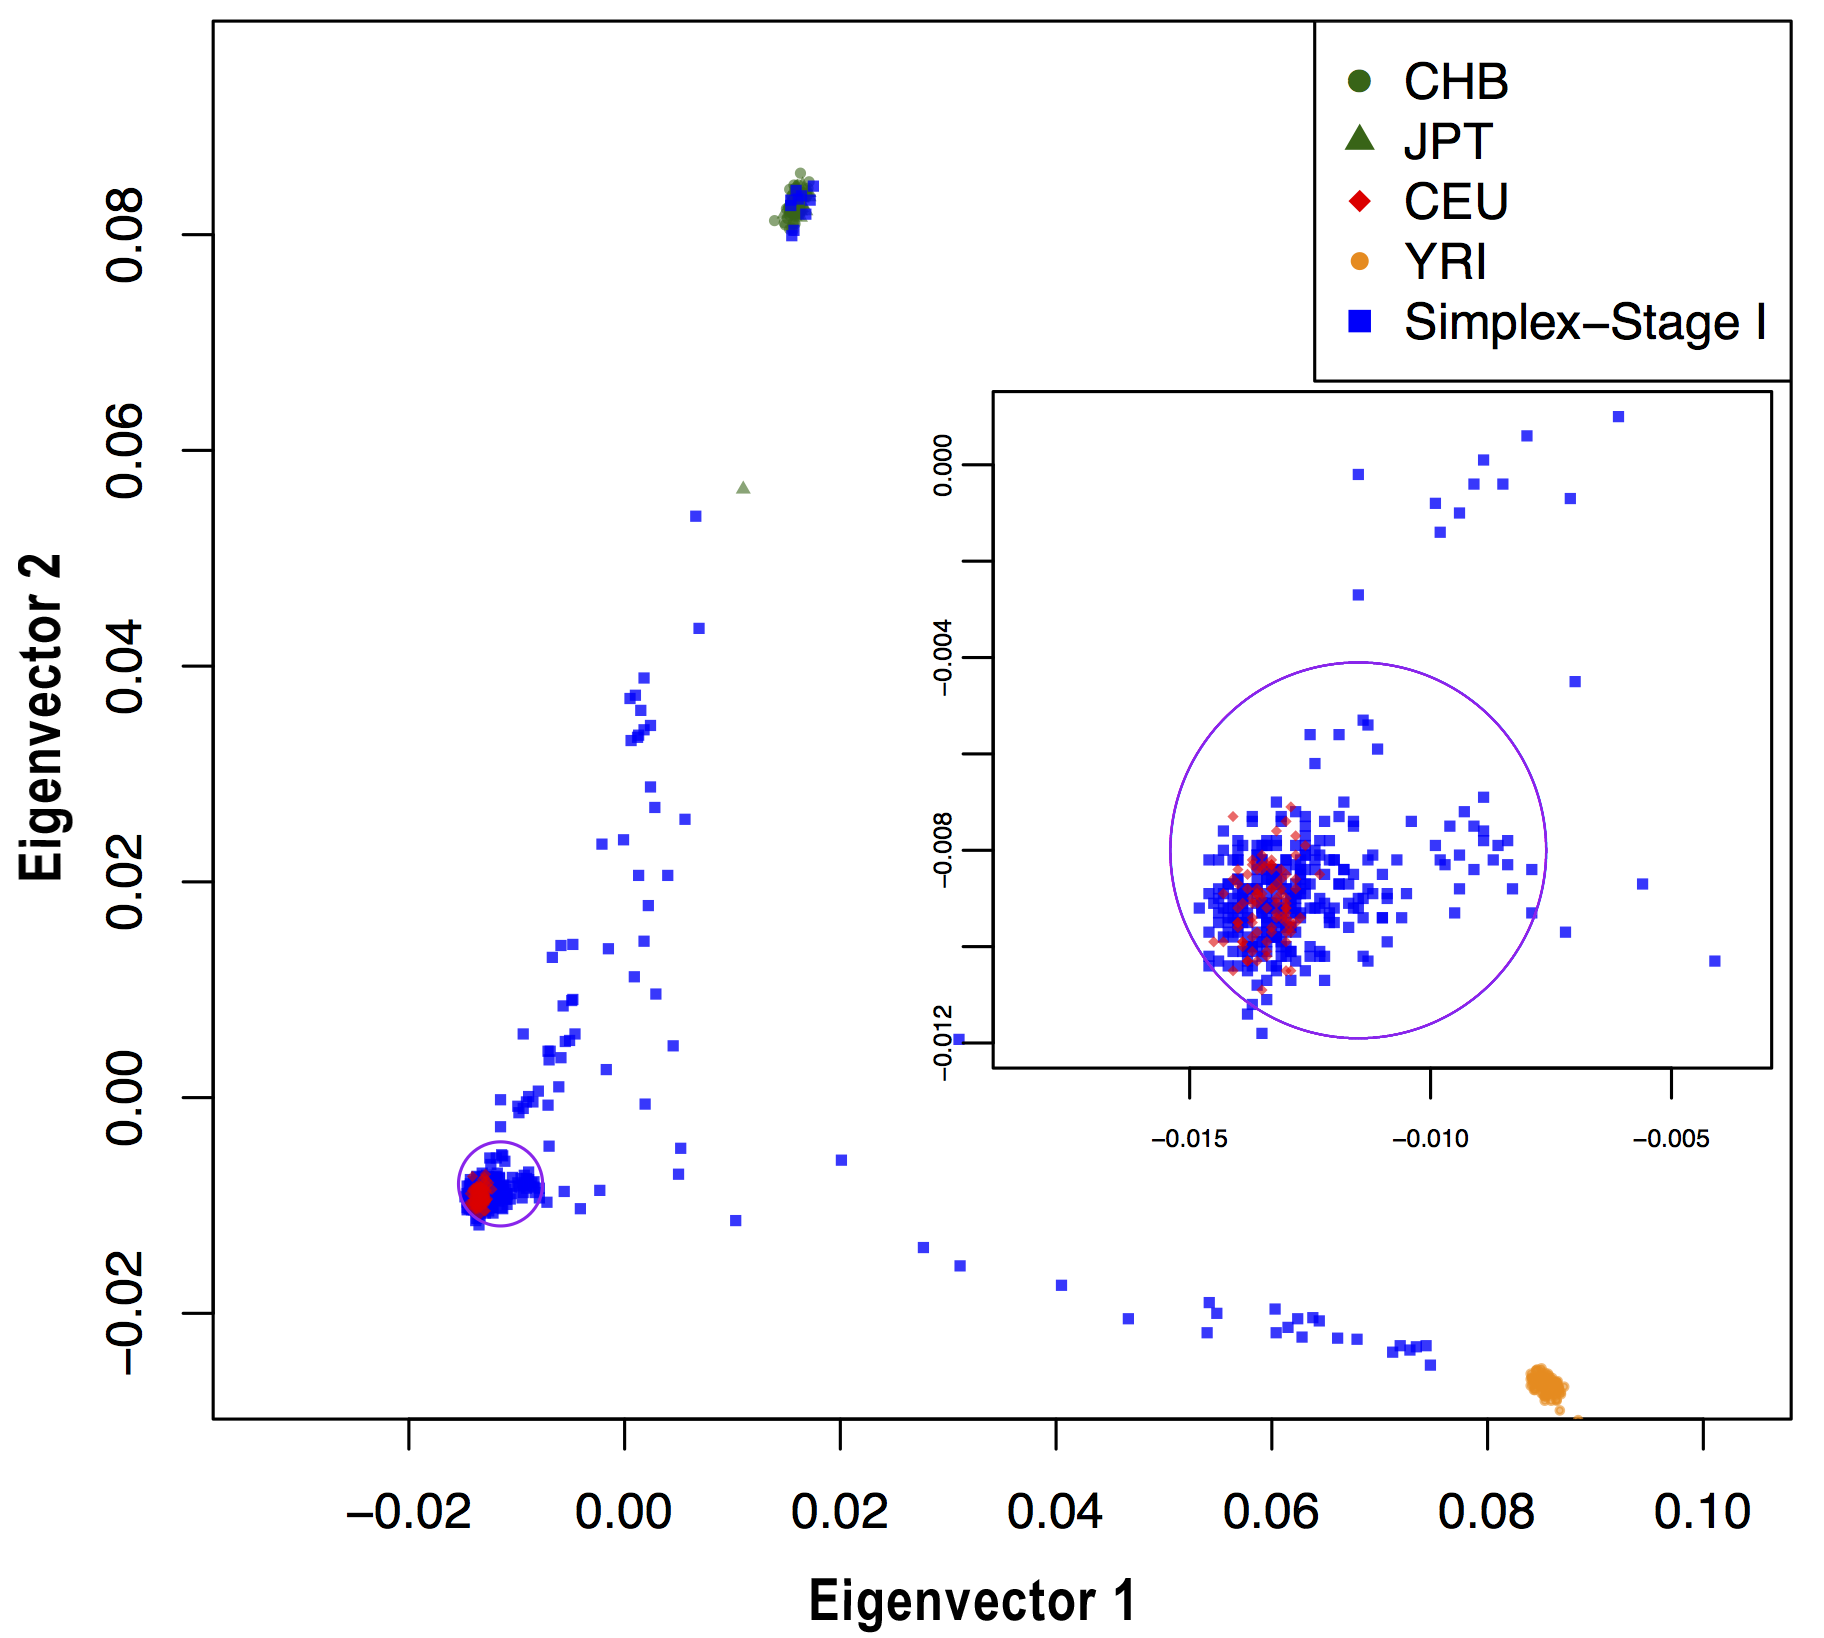 CHB
JPT
CEU
YRI
Simplex−Stage I
0.08
0.06
0.04
0.02
0.00
−0.02
Eigenvector 2
0.000
−0.004
−0.008
−0.012
−0.015 −0.010 −0.005
−0.02 0.00 0.02 0.04 0.06 0.08 0.10
Eigenvector 1